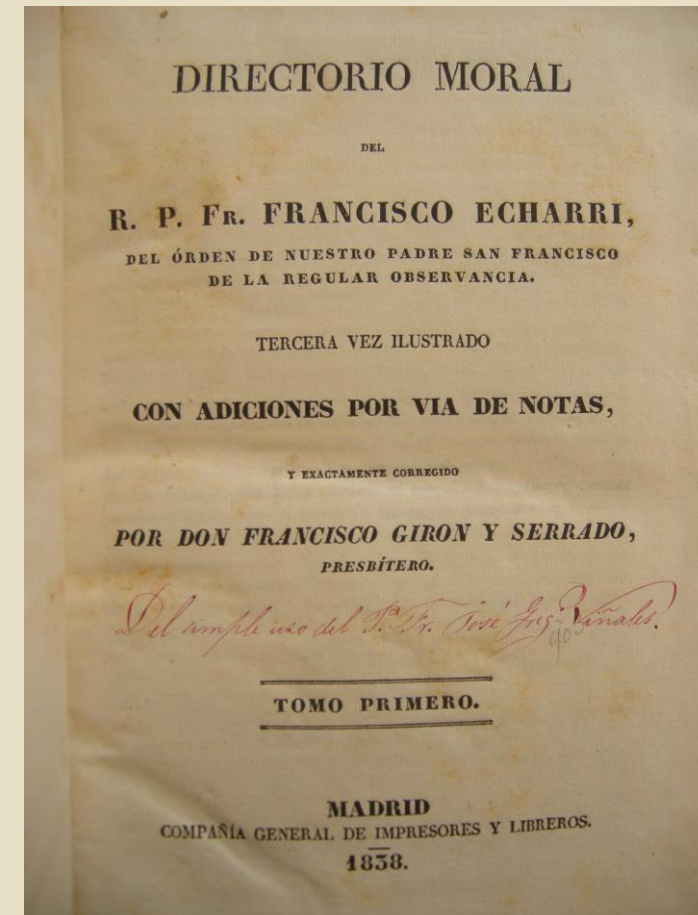 DIRECTORIO MORAL
DEL
R. P. FR. FRANCISCO ECHARRI,
DEL ÓRDEN DE NUESTRO PADRE SAN FRANCISCO
DE LA REGULAR OBSERVANCIA.
TERCERA VEZ ILUSTRADO
CON ADICIONES POR VIA DE NOTAS,
Y EXACTAMENTE CORREGIDO
POR DON FRANCISCO GIRON Y SERRADO,
PRESBÍTERO.
Del simple uso del P.e Fr. José Greg.o Viñales.
TOMO PRIMERO.
MADRID
COMPAÑÍA GENERAL DE IMPRESORES Y LIBREROS.
1838.